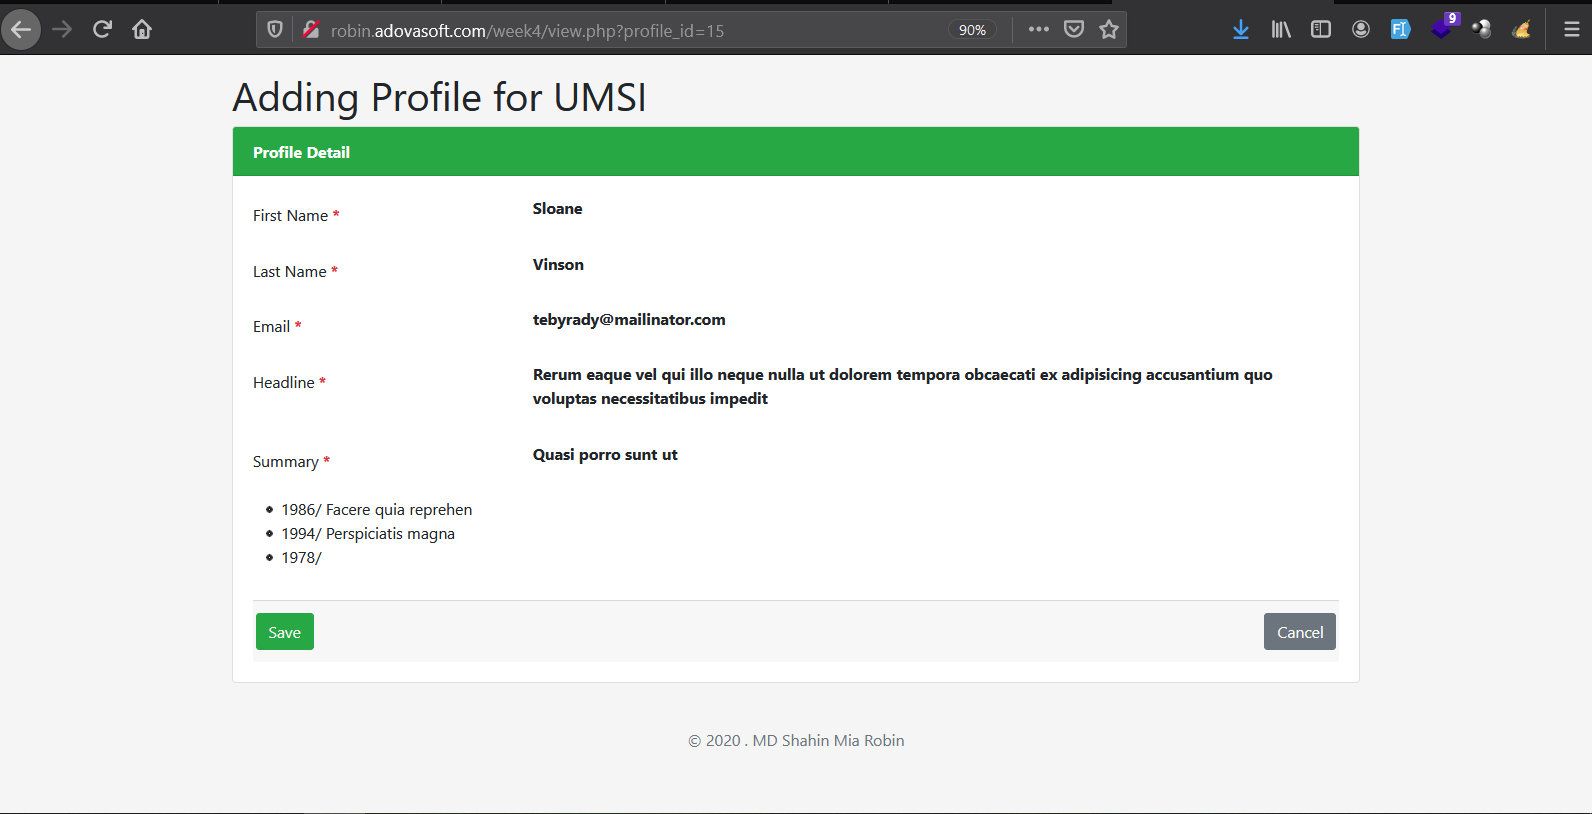 robin.adovasoft.com/week4/view.php?profile_id=15
90%
9
Adding Profile for UMSI
Profile Detail
First Name * Sloane
Last Name * Vinson
Email * tebyrady@mailinator.com
Headline * Rerum eaque vel qui illo neque nulla ut dolorem tempora obcaecati ex adipisicing accusantium quo
voluptas necessitatibus impedit
Summary * Quasi porro sunt ut
1986/ Facere quia reprehen
1994/ Perspiciatis magna
1978/
Save Cancel
© 2020 . MD Shahin Mia Robin